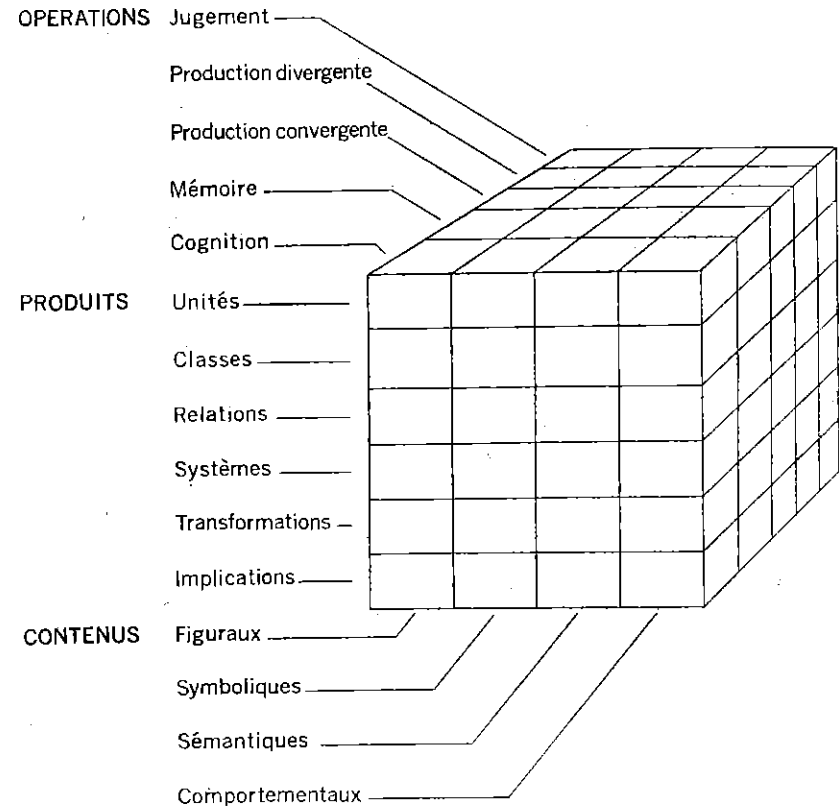 OPERATIONS Jugement
Production divergente
Production convergente
Mémoire
Cognition
PRODUITS Unités
Classes
Relations
Systèmes
Transformations
Implications
CONTENUS Figuraux
Symboliques
Sémantiques
Comportementaux